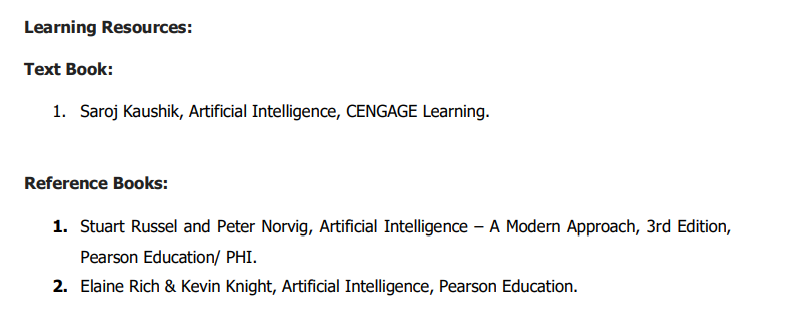 Learning Resources:
Text Book:
1. Saroj Kaushik, Artificial Intelligence, CENGAGE Learning.
Reference Books:
1. Stuart Russel and Peter Norvig, Artificial Intelligence – A Modern Approach, 3rd Edition,
Pearson Education/ PHI.
2. Elaine Rich & Kevin Knight, Artificial Intelligence, Pearson Education.